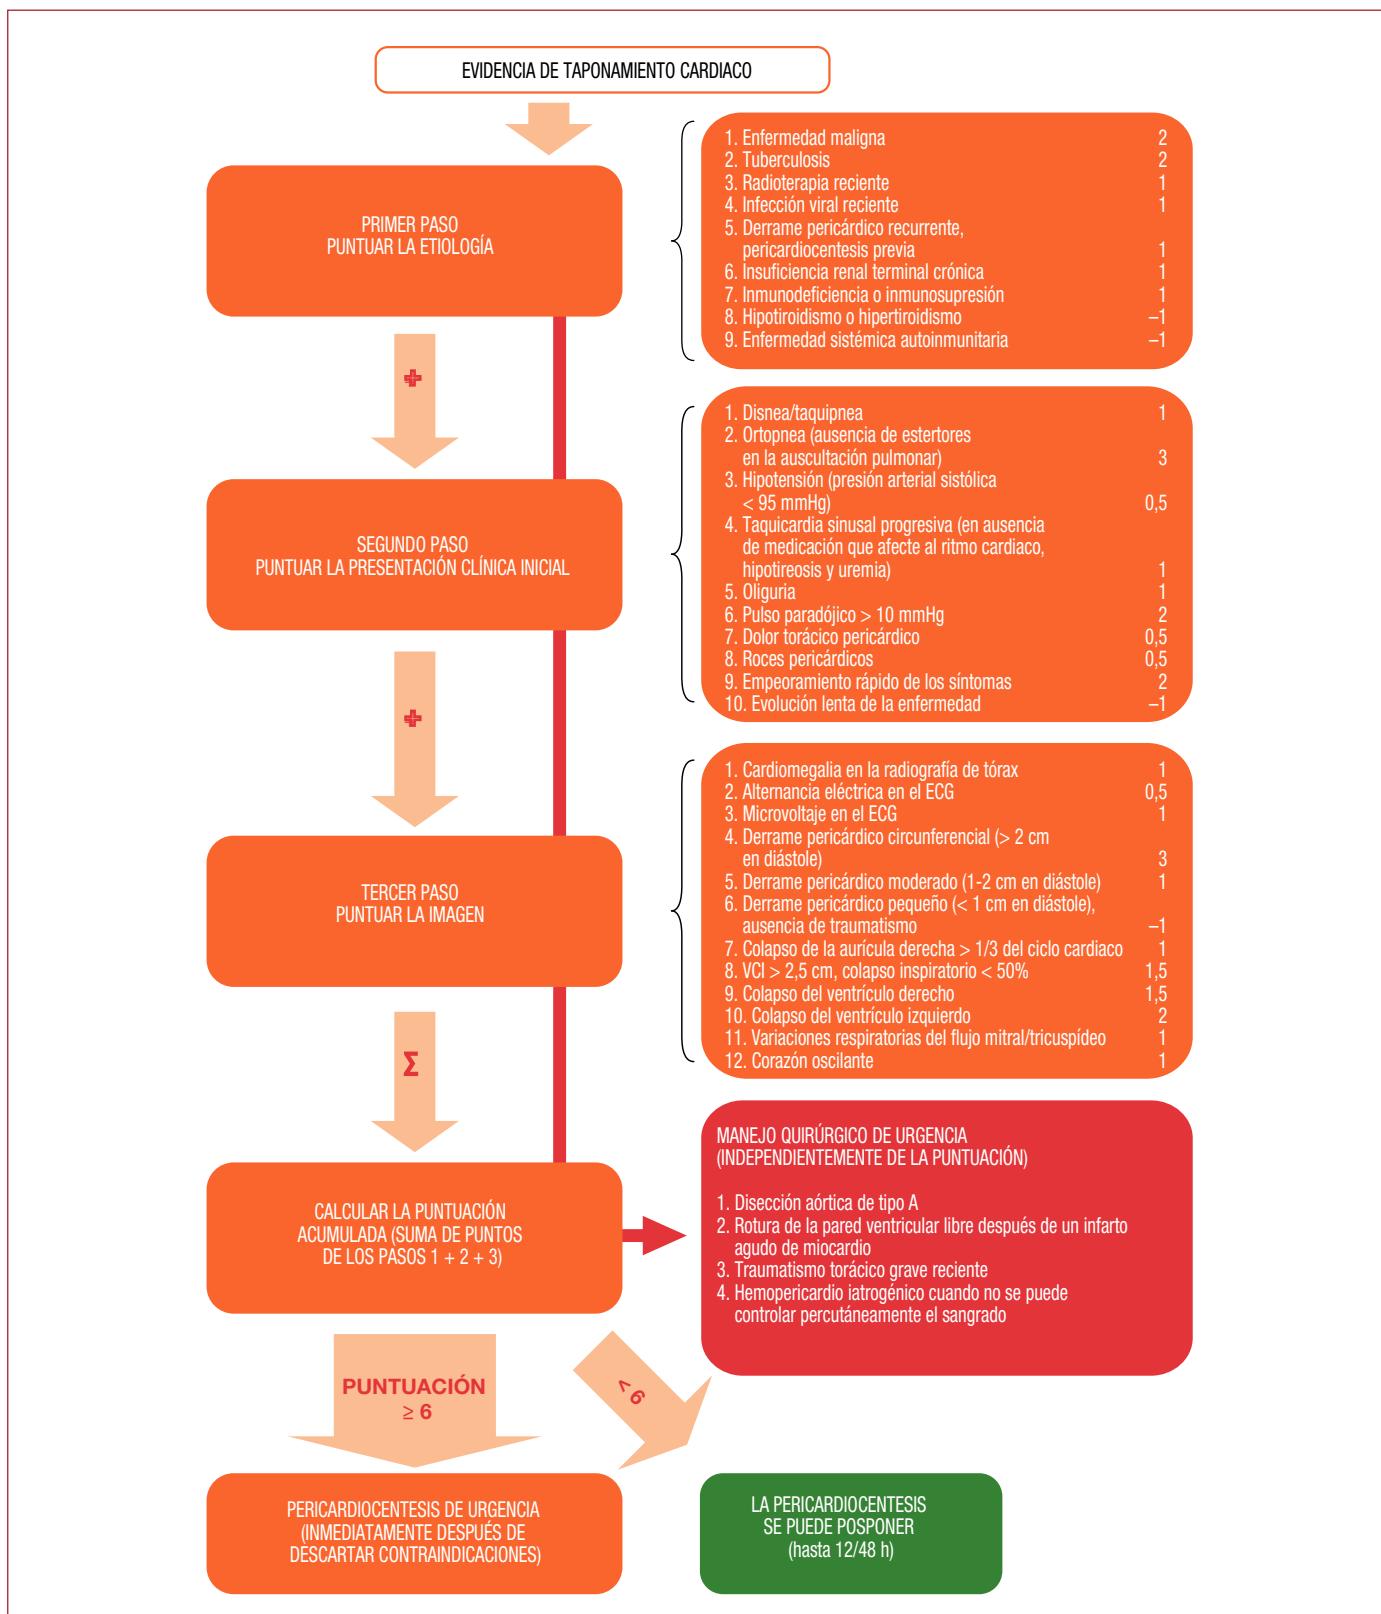 EVIDENCIA DE TAPONAMIENTO CARDIACO
PRIMER PASO
PUNTUAR LA ETIOLOGÍA
1. Enfermedad maligna 2
2. Tuberculosis 2
3. Radioterapia reciente 1
4. Infección viral reciente 1
5. Derrame pericárdico recurrente,
pericardiocentesis previa 1
6. Insuficiencia renal terminal crónica 1
7. Inmunodeficiencia o inmunosupresión 1
8. Hipotiroidismo o hipertiroidismo –1
9. Enfermedad sistémica autoinmunitaria –1
+
SEGUNDO PASO
PUNTUAR LA PRESENTACIÓN CLÍNICA INICIAL
1. Disnea/taquipnea 1
2. Ortopnea (ausencia de estertores
en la auscultación pulmonar) 3
3. Hipotensión (presión arterial sistólica
< 95 mmHg) 0,5
4. Taquicardia sinusal progresiva (en ausencia
de medicación que afecte al ritmo cardiaco,
hipotireosis y uremia) 1
5. Oliguria 1
6. Pulso paradójico > 10 mmHg 2
7. Dolor torácico pericárdico 0,5
8. Roces pericárdicos 0,5
9. Empeoramiento rápido de los síntomas 2
10. Evolución lenta de la enfermedad –1
+
TERCER PASO
PUNTUAR LA IMAGEN
1. Cardiomegalia en la radiografía de tórax 1
2. Alternancia eléctrica en el ECG 0,5
3. Microvoltaje en el ECG 1
4. Derrame pericárdico circunferencial (> 2 cm
en diástole) 3
5. Derrame pericárdico moderado (1-2 cm en diástole) 1
6. Derrame pericárdico pequeño (< 1 cm en diástole),
ausencia de traumatismo –1
7. Colapso de la aurícula derecha > 1/3 del ciclo cardiaco 1
8. VCI > 2,5 cm, colapso inspiratorio < 50% 1,5
9. Colapso del ventrículo derecho 1,5
10. Colapso del ventrículo izquierdo 2
11. Variaciones respiratorias del flujo mitral/tricuspídeo 1
12. Corazón oscilante 1
Σ
CALCULAR LA PUNTUACIÓN
ACUMULADA (SUMA DE PUNTOS
DE LOS PASOS 1 + 2 + 3)
MANEJO QUIRÚRGICO DE URGENCIA
(INDEPENDIENTEMENTE DE LA PUNTUACIÓN)
1. Disección aórtica de tipo A
2. Rotura de la pared ventricular libre después de un infarto
agudo de miocardio
3. Traumatismo torácico grave reciente
4. Hemopericardio iatrogénico cuando no se puede
controlar percutáneamente el sangrado
PUNTUACIÓN
≥ 6
< 6
PERICARDIOCENTESIS DE URGENCIA
(INMEDIATAMENTE DESPUÉS DE
DESCARTAR CONTRAINDICACIONES)
LA PERICARDIOCENTESIS
SE PUEDE POSPONER
(hasta 12/48 h)